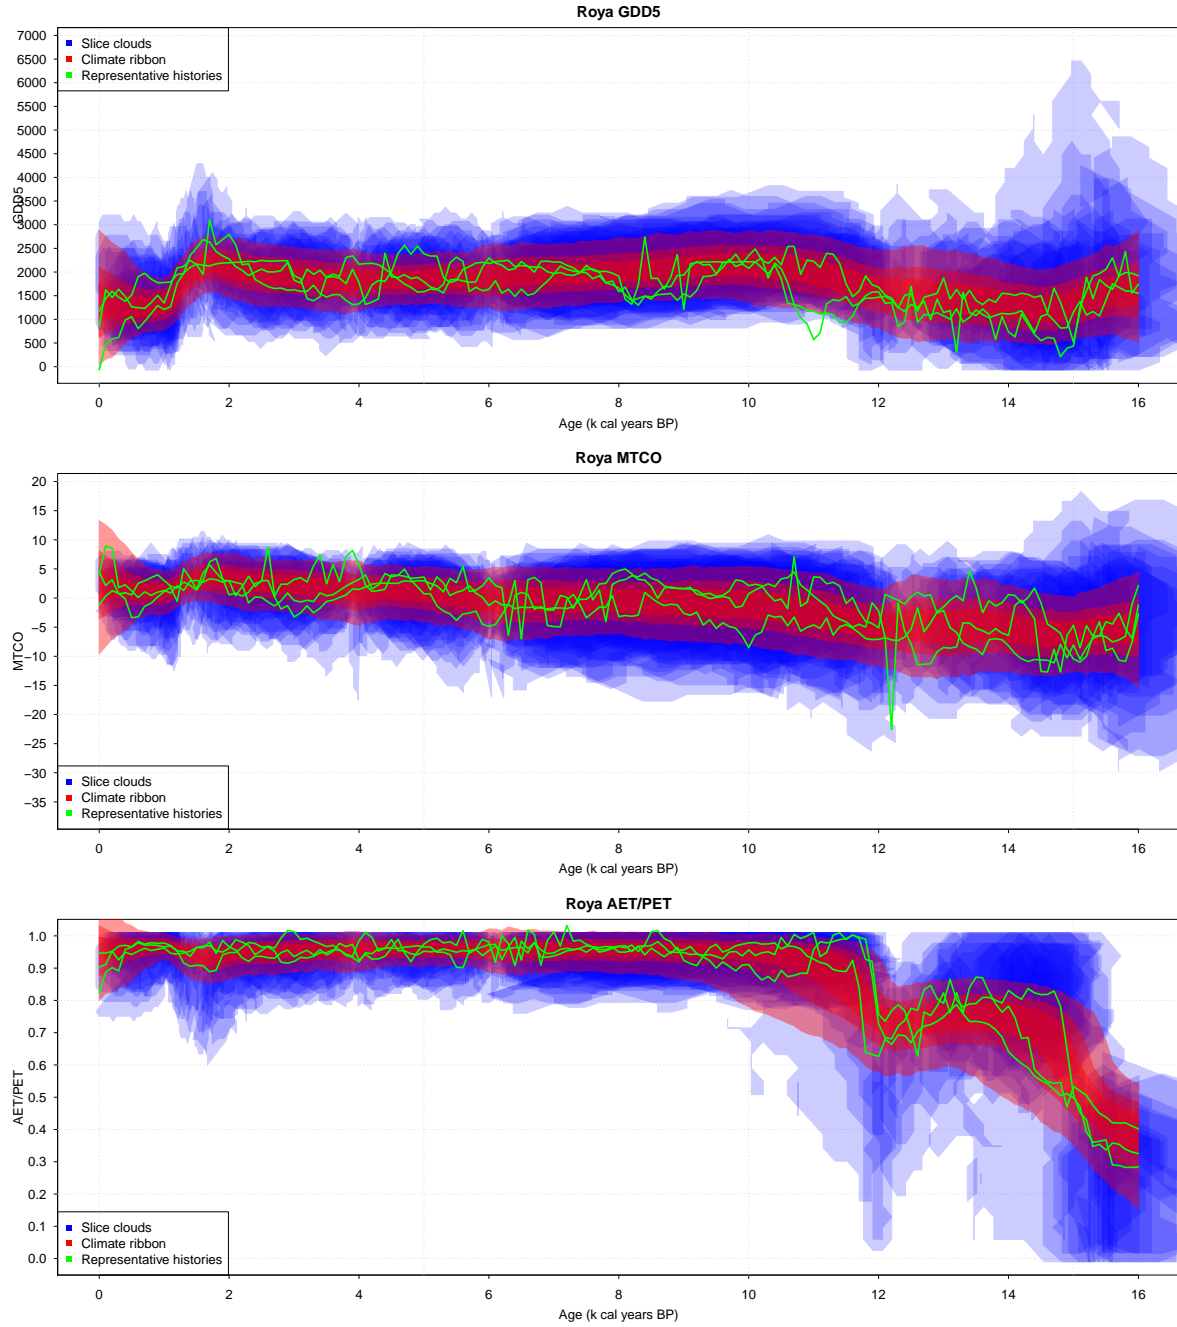 Roya GDD5
7000
6500
6000
5500
5000
4500
4000
3500
3000
2500
2000
1500
1000
500
0
GDD5
Slice clouds
Climate ribbon
Representative histories
0 2 4 6 8 10 12 14 16
Age (k cal years BP)
Roya MTCO
20
15
10
5
0
−5
−10
−15
−20
−25
−30
−35
MTCO
Slice clouds
Climate ribbon
Representative histories
0 2 4 6 8 10 12 14 16
Age (k cal years BP)
Roya AET/PET
1.0
0.9
0.8
0.7
0.6
0.5
0.4
0.3
0.2
0.1
0.0
AET/PET
Slice clouds
Climate ribbon
Representative histories
0 2 4 6 8 10 12 14 16
Age (k cal years BP)